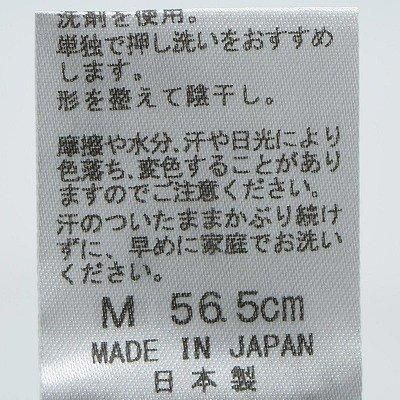 洗剤を使用。
単独で押し洗いをおすすめ
します。
形を整えて陰干し。
摩擦や水分、汗や日光により
色落ち、変色することがあり
ますのでご注意ください。
汗のついたままかぶり続け
ずに、早めに家庭でお洗い
ください。
M 56.5cm
MADE IN JAPAN
日本製